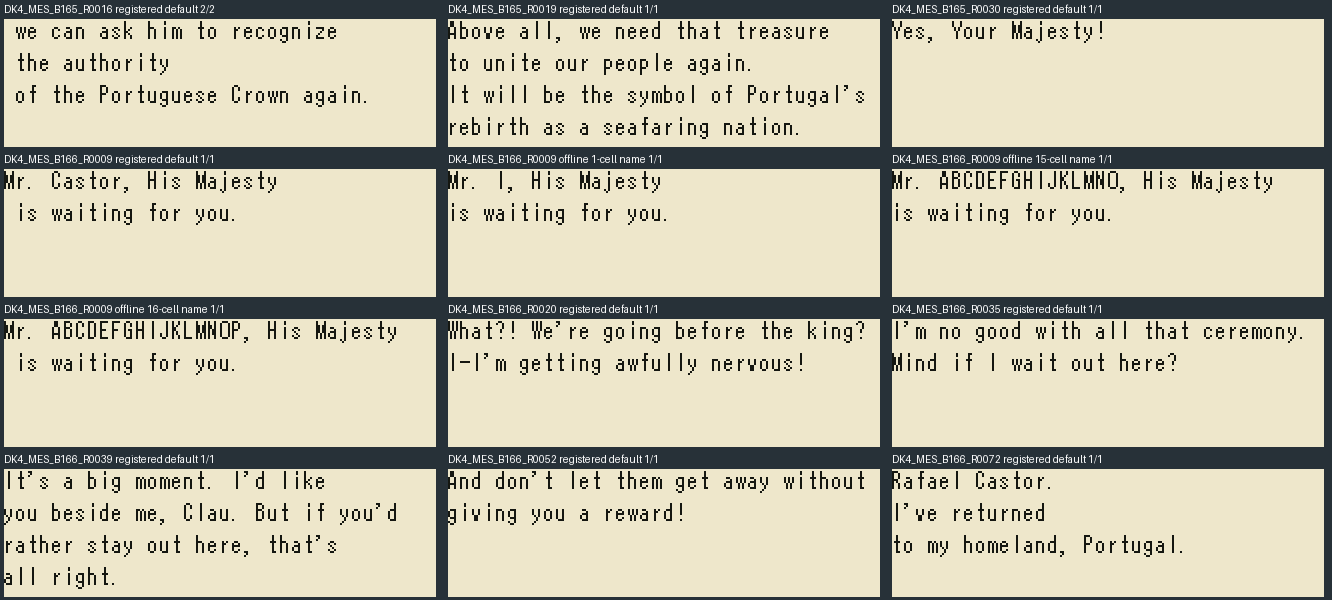 DK4_MES_B165_R0016 registered default 2/2
we can ask him to recognize
the authority
of the Portuguese Crown again.
DK4_MES_B165_R0019 registered default 1/1
Above all, we need that treasure
to unite our people again.
It will be the symbol of Portugal's
rebirth as a seafaring nation.
DK4_MES_B165_R0030 registered default 1/1
Yes, Your Majesty!
DK4_MES_B166_R0009 registered default 1/1
Mr. Castor, His Majesty
is waiting for you.
DK4_MES_B166_R0009 offline 1-cell name 1/1
Mr. I, His Majesty
is waiting for you.
DK4_MES_B166_R0009 offline 15-cell name 1/1
Mr. ABCDEFGHIJKLMNO, His Majesty
is waiting for you.
DK4_MES_B166_R0009 offline 16-cell name 1/1
Mr. ABCDEFGHIJKLMNOP, His Majesty
is waiting for you.
DK4_MES_B166_R0020 registered default 1/1
What?! We're going before the king?
I-I'm getting awfully nervous!
DK4_MES_B166_R0035 registered default 1/1
I'm no good with all that ceremony.
Mind if I wait out here?
DK4_MES_B166_R0039 registered default 1/1
It's a big moment. I'd like
you beside me, Clau. But if you'd
rather stay out here, that's
all right.
DK4_MES_B166_R0052 registered default 1/1
And don't let them get away without
giving you a reward!
DK4_MES_B166_R0072 registered default 1/1
Rafael Castor.
I've returned
to my homeland, Portugal.